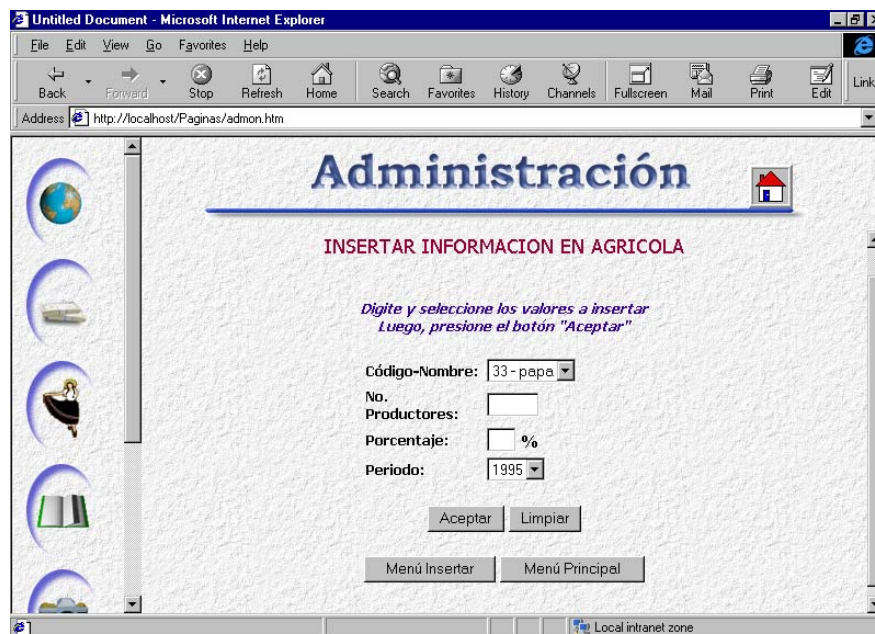 Untitled Document - Microsoft Internet Explorer
File Edit View Go Favorites Help
Back Forward Stop Refresh Home Search Favorites History Channels Fullscreen Mail Print Edit Link
Address http://localhost/Paginas/admon.htm
Administración
INSERTAR INFORMACION EN AGRICOLA
Digite y seleccione los valores a insertar
Luego, presione el botón "Aceptar"
Código-Nombre: 33 - papa
No.
Productores:
Porcentaje: %
Periodo: 1995
Aceptar Limpiar
Menú Insertar Menú Principal
Local intranet zone